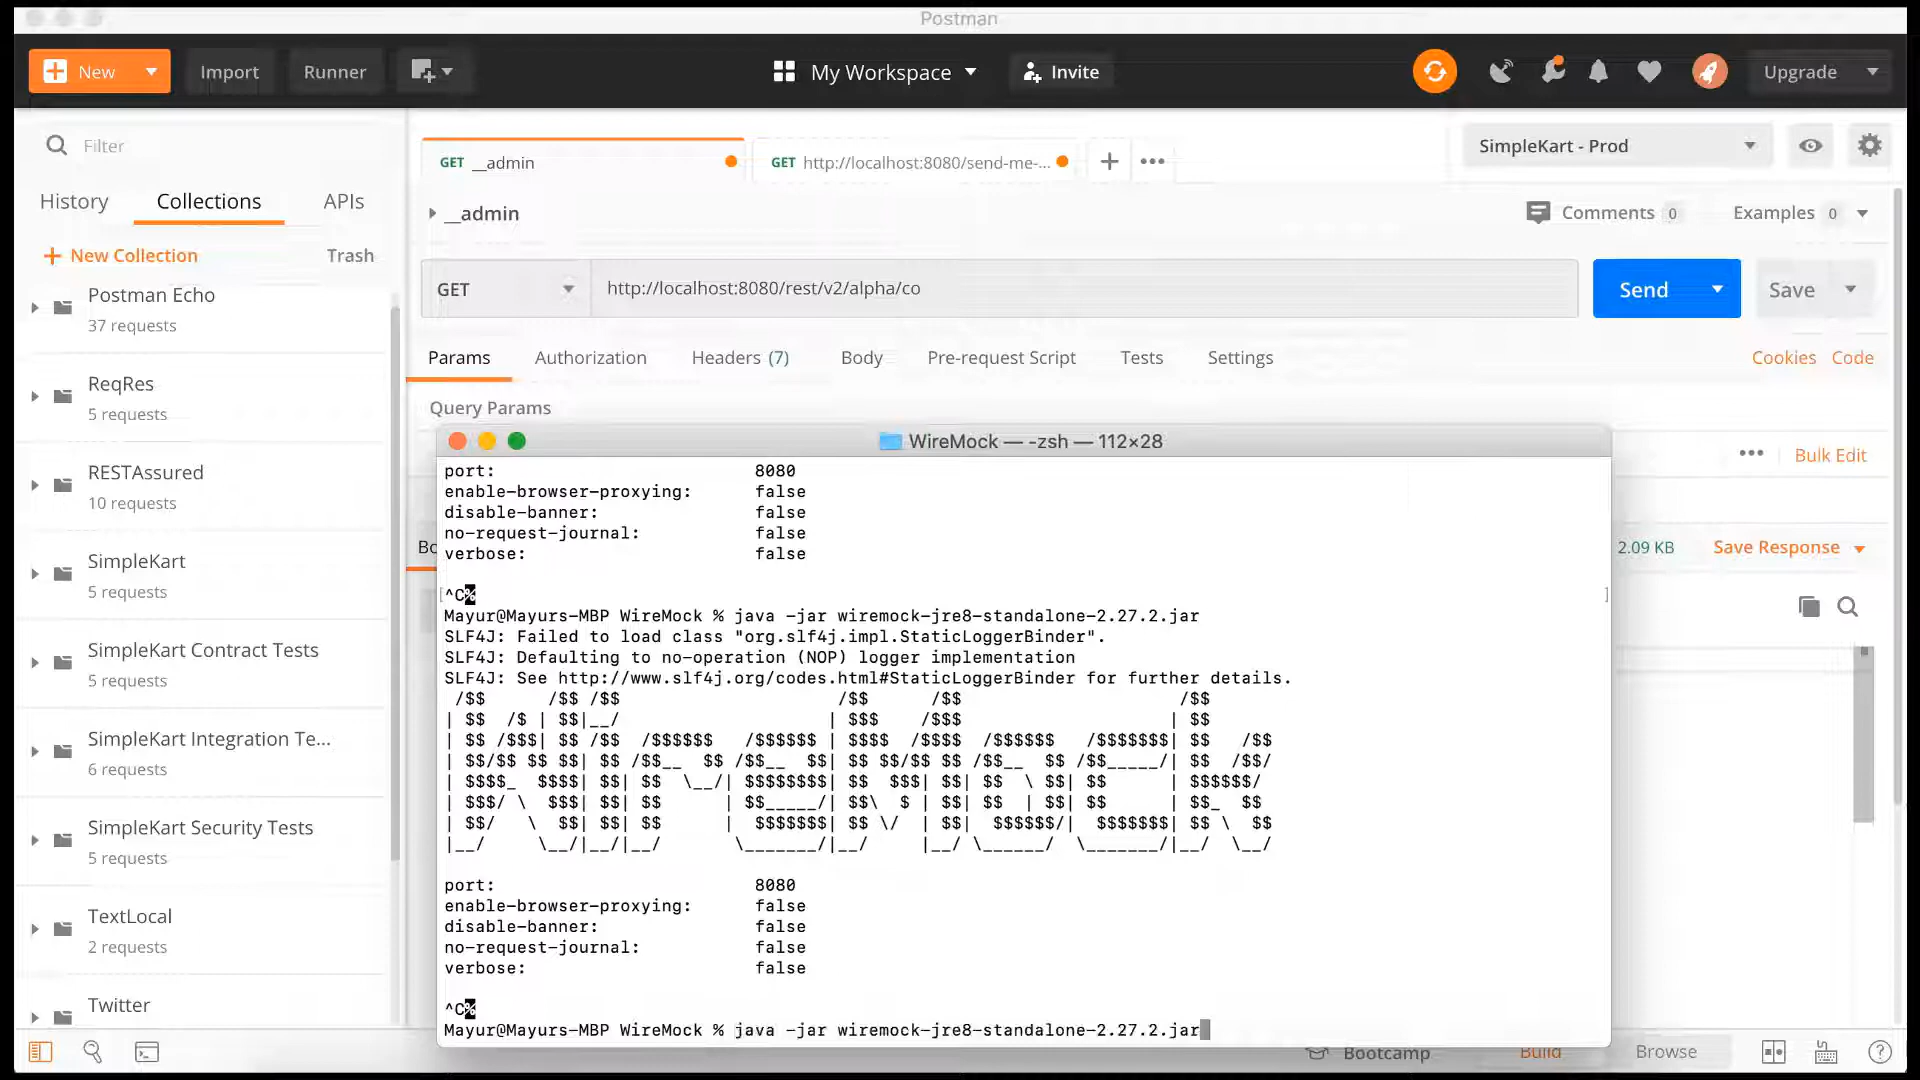 Postman
New
Import
Runner
My Workspace
Invite
Upgrade
Filter
GET __admin
GET http://localhost:8080/send-me-...
SimpleKart - Prod
History
Collections
APIs
__admin
Comments 0
Examples 0
New Collection
Trash
GET
http://localhost:8080/rest/v2/alpha/co
Send
Save
Postman Echo
37 requests
Params
Authorization
Headers (7)
Body
Pre-request Script
Tests
Settings
Cookies
Code
ReqRes
5 requests
Query Params
Bulk Edit
RESTAssured
10 requests
2.09 KB
Save Response
SimpleKart
5 requests
SimpleKart Contract Tests
5 requests
SimpleKart Integration Te...
6 requests
SimpleKart Security Tests
5 requests
TextLocal
2 requests
Twitter
WireMock — -zsh — 112×28
port: 8080
enable-browser-proxying: false
disable-banner: false
no-request-journal: false
verbose: false
^C%
Mayur@Mayurs-MBP WireMock % java -jar wiremock-jre8-standalone-2.27.2.jar
SLF4J: Failed to load class "org.slf4j.impl.StaticLoggerBinder".
SLF4J: Defaulting to no-operation (NOP) logger implementation
SLF4J: See http://www.slf4j.org/codes.html#StaticLoggerBinder for further details.
WireMock
port: 8080
enable-browser-proxying: false
disable-banner: false
no-request-journal: false
verbose: false
^C%
Mayur@Mayurs-MBP WireMock % java -jar wiremock-jre8-standalone-2.27.2.jar
Bootcamp
Build
Browse